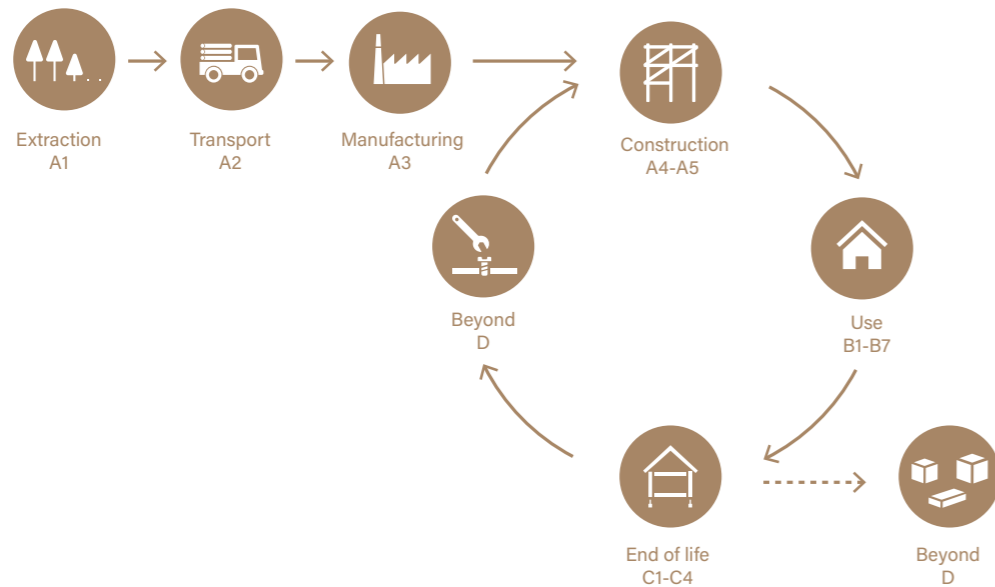 Extraction
A1
Transport
A2
Manufacturing
A3
Construction
A4-A5
Beyond
D
Use
B1-B7
End of life
C1-C4
Beyond
D